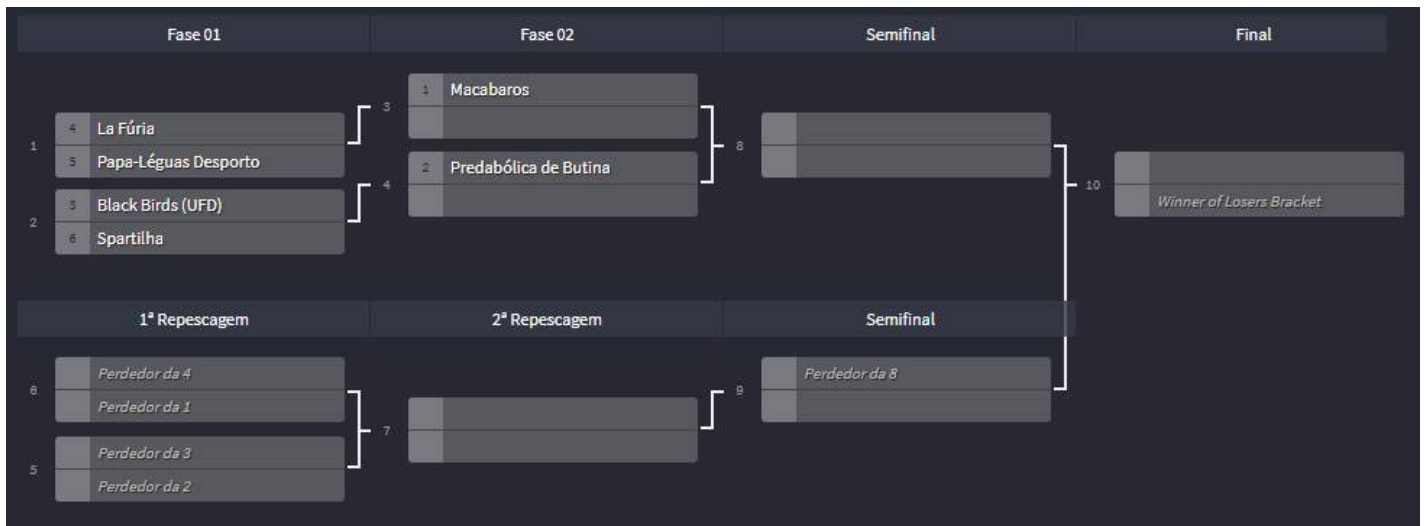 Fase 01
Fase 02
Semifinal
Final
1
4 La Fúria
5 Papa-Léguas Desporto
2
3 Black Birds (UFD)
6 Spartilha
3
1 Macabaros
4
2 Predabólica de Butina
8
10
Winner of Losers Bracket
1ª Repescagem
2ª Repescagem
Semifinal
6
Perdedor da 4
Perdedor da 1
5
Perdedor da 3
Perdedor da 2
7
9
Perdedor da 8